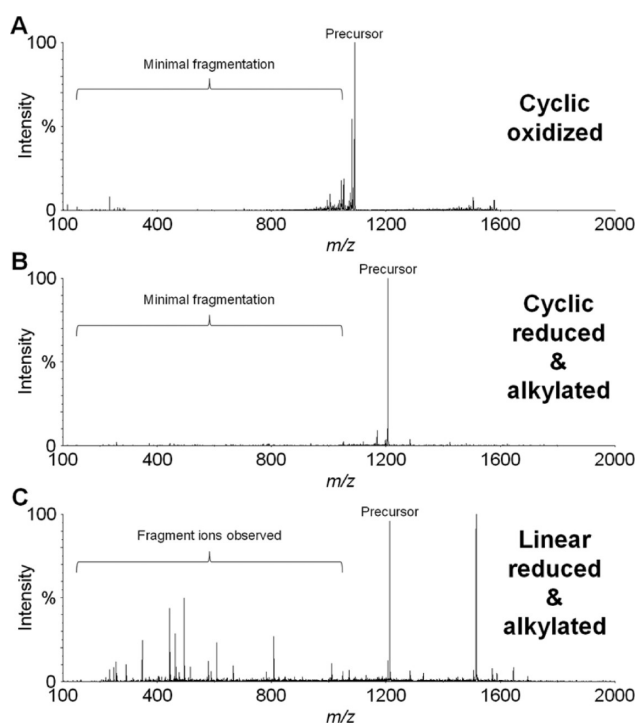 A
100
Precursor
Minimal fragmentation
Intensity
%
Cyclic
oxidized
0
100 400 800 1200 1600 2000
m/z
B
100
Precursor
Minimal fragmentation
Intensity
%
Cyclic
reduced
&
alkylated
0
100 400 800 1200 1600 2000
m/z
C
100
Precursor
Fragment ions observed
Intensity
%
Linear
reduced
&
alkylated
0
100 400 800 1200 1600 2000
m/z